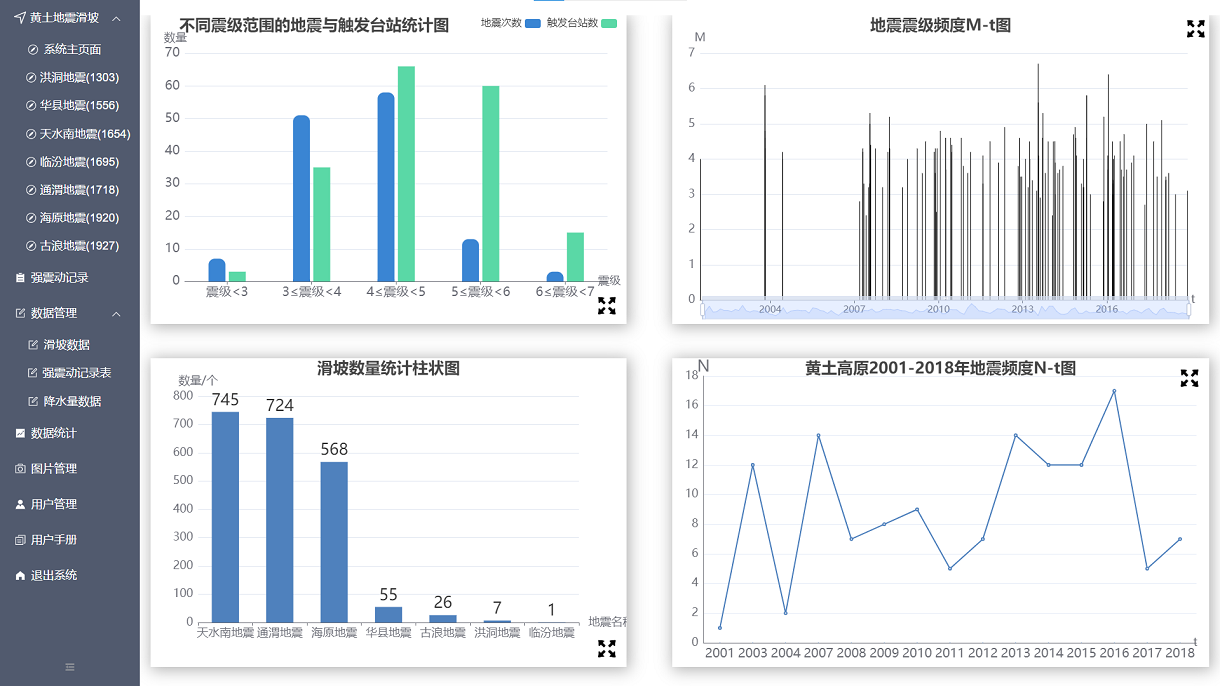 黄土地震滑坡
系统主页面
洪洞地震(1303)
华县地震(1556)
天水南地震(1654)
临汾地震(1695)
通渭地震(1718)
海原地震(1920)
古浪地震(1927)
强震动记录
数据管理
滑坡数据
强震动记录表
降水量数据
数据统计
图片管理
用户管理
用户手册
退出系统
不同震级范围的地震与触发台站统计图
地震次数 触发台站数
数量
70
60
50
40
30
20
10
0
震级<3 3≤震级<4 4≤震级<5 5≤震级<6 6≤震级<7
震级
地震震级频度M-t图
M
7
6
5
4
3
2
1
0
2004 2007 2010 2013 2016
t
滑坡数量统计柱状图
数量/个
800
700
600
500
400
300
200
100
0
745 724 568 55 26 7 1
天水南地震 通渭地震 海原地震 华县地震 古浪地震 洪洞地震 临汾地震
地震名
黄土高原2001-2018年地震频度N-t图
N
18
16
14
12
10
8
6
4
2
0
2001 2003 2004 2007 2008 2009 2010 2011 2012 2013 2014 2015 2016 2017 2018
t